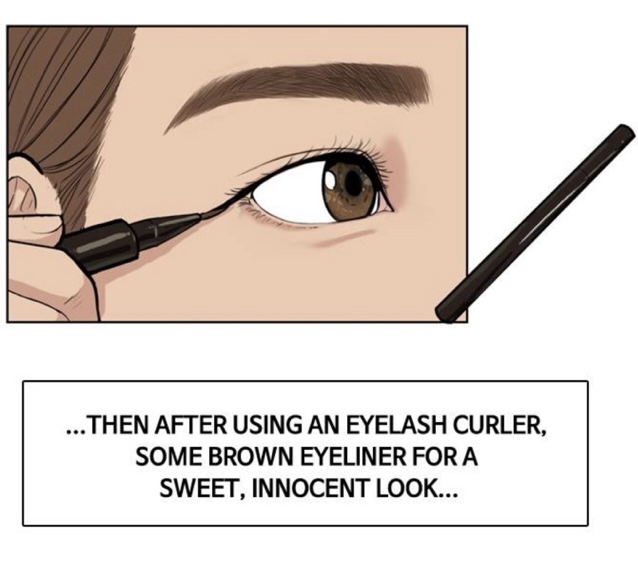 ...THEN AFTER USING AN EYELASH CURLER,
SOME BROWN EYELINER FOR A
SWEET, INNOCENT LOOK...